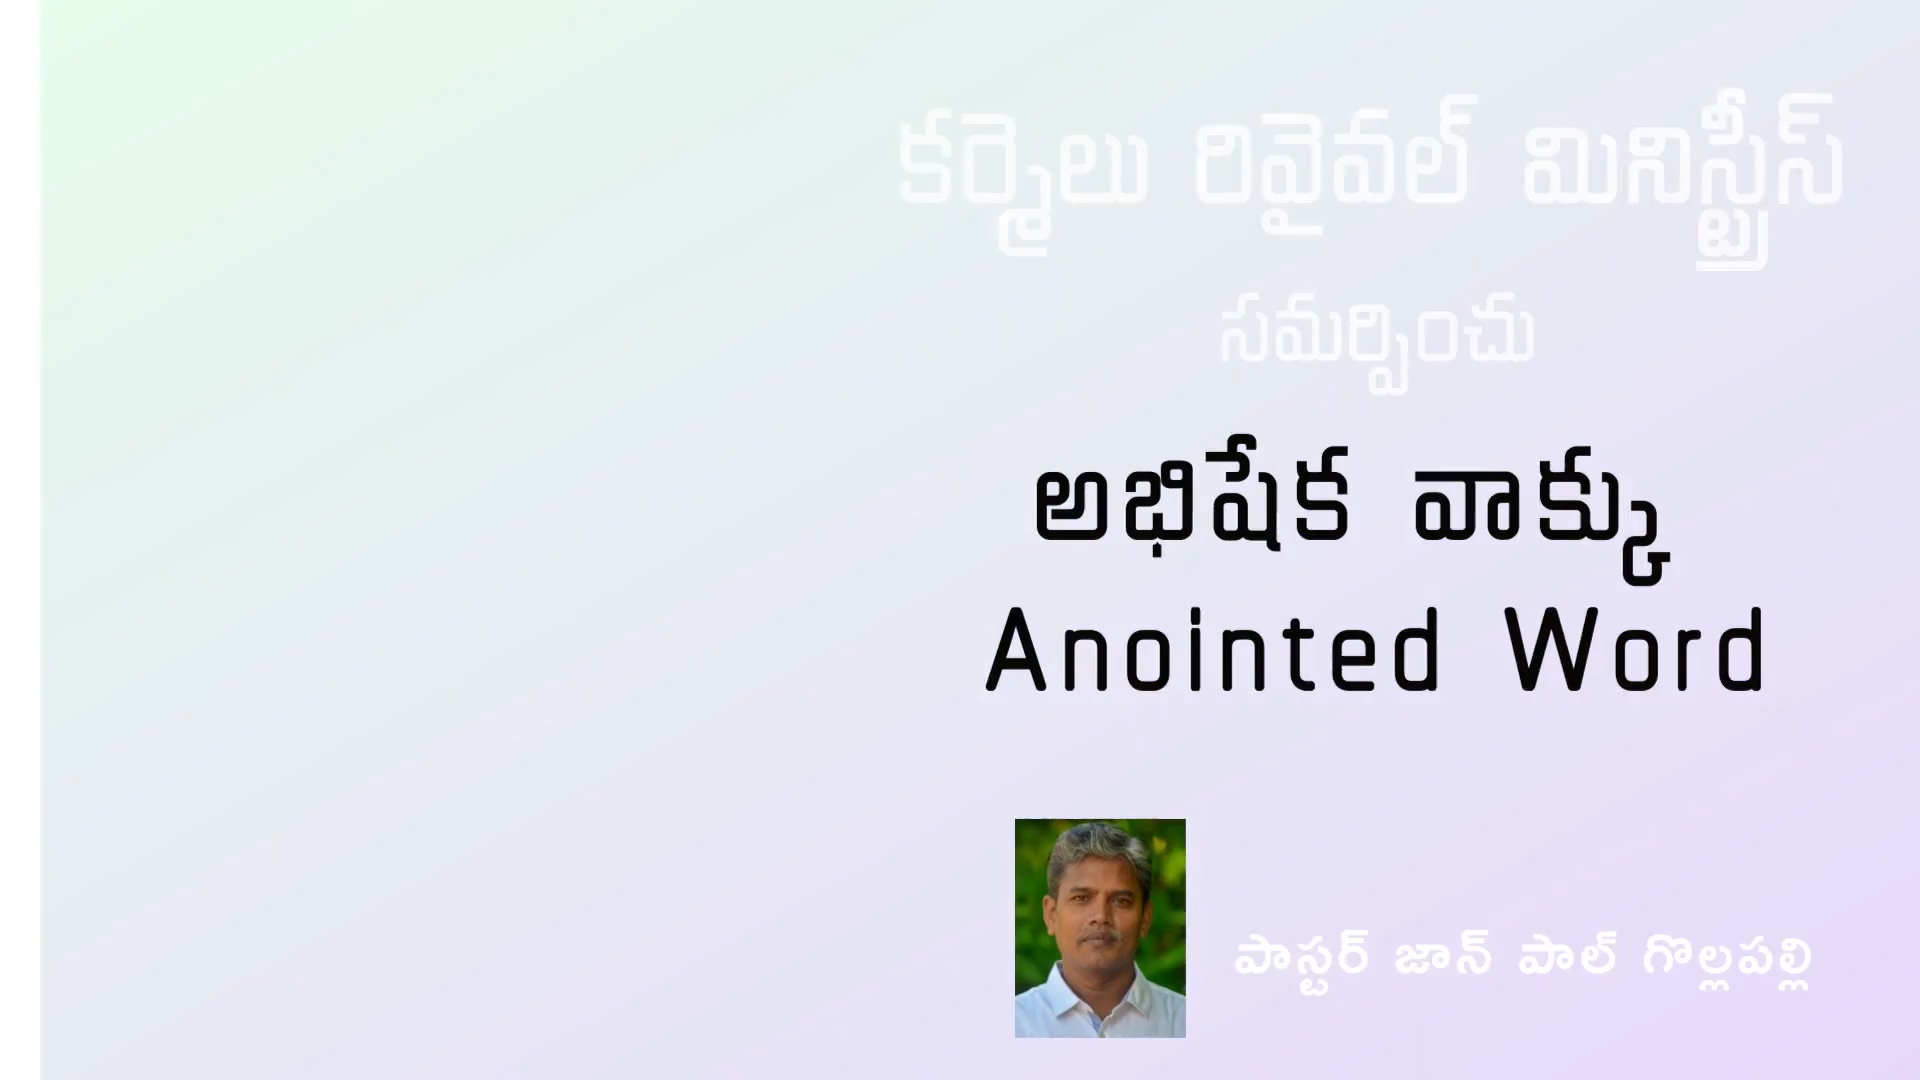 కర్మెలు రివైవల్ మినిస్ట్రీస్
సమర్పించు
అభిషేక వాక్కు
Anointed Word
పాస్టర్ జాన్ పాల్ గొల్లపల్లి